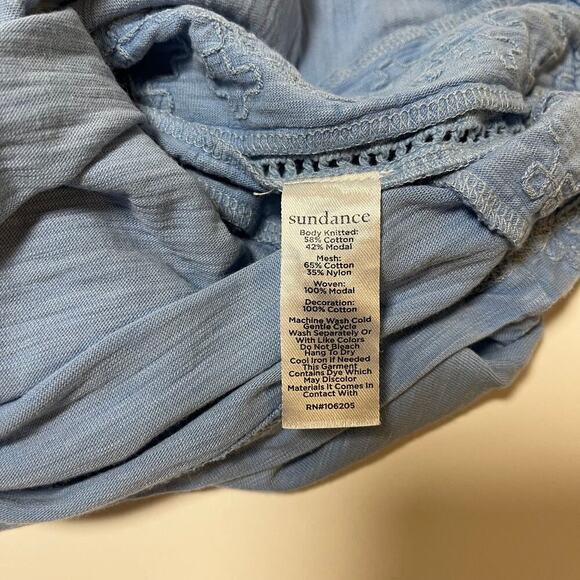 sundance
Body Knitted:
58% Cotton
42% Modal
Mesh:
65% Cotton
35% Nylon
Woven:
100% Modal
Decoration:
100% Cotton
Machine Wash Cold
Gentle Cycle
Wash Separately Or
With Like Colors
Do Not Bleach
Hang To Dry
Cool Iron if Needed
This Garment
Contains Dye Which
May Discolor
Materials It Comes In
Contact With
RN#106205